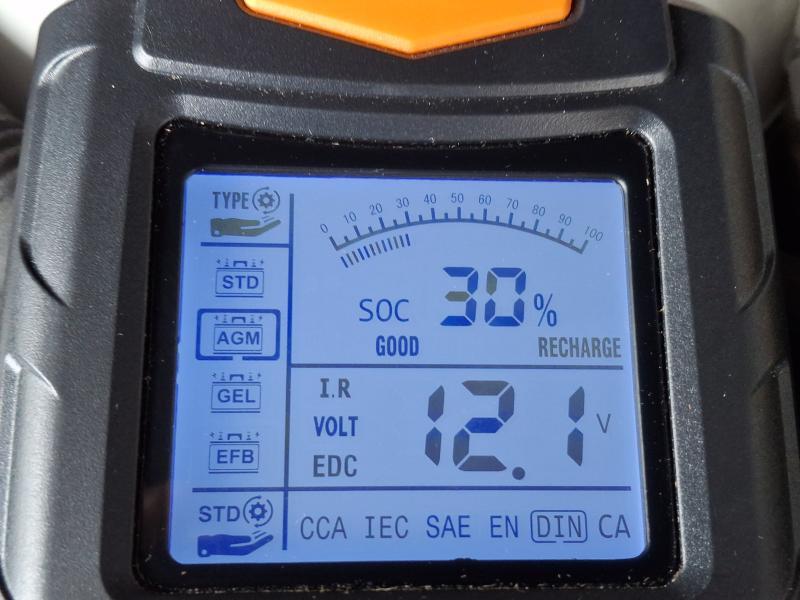 TYPE
STD
AGM
GEL
EFB
STD
0 10 20 30 40 50 60 70 80 90 100
SOC 30%
GOOD RECHARGE
I.R
VOLT
EDC
12.1 V
CCA IEC SAE EN DIN CA